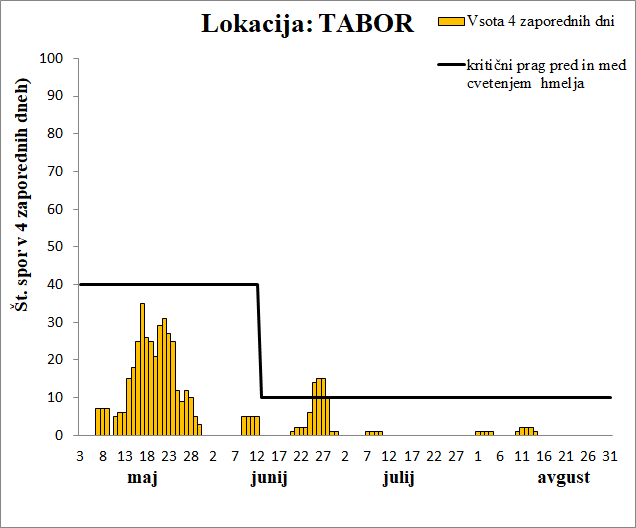 Lokacija: TABOR
Vsota 4 zaporednih dni
kritični prag pred in med
cvetenjem hmelja
Št. spor v 4 zaporednih dneh)
100
90
80
70
60
50
40
30
20
10
0
3 8 13 18 23 28 2 7 12 17 22 27 2 7 12 17 22 27 1 6 11 16 21 26 31
maj junij julij avgust